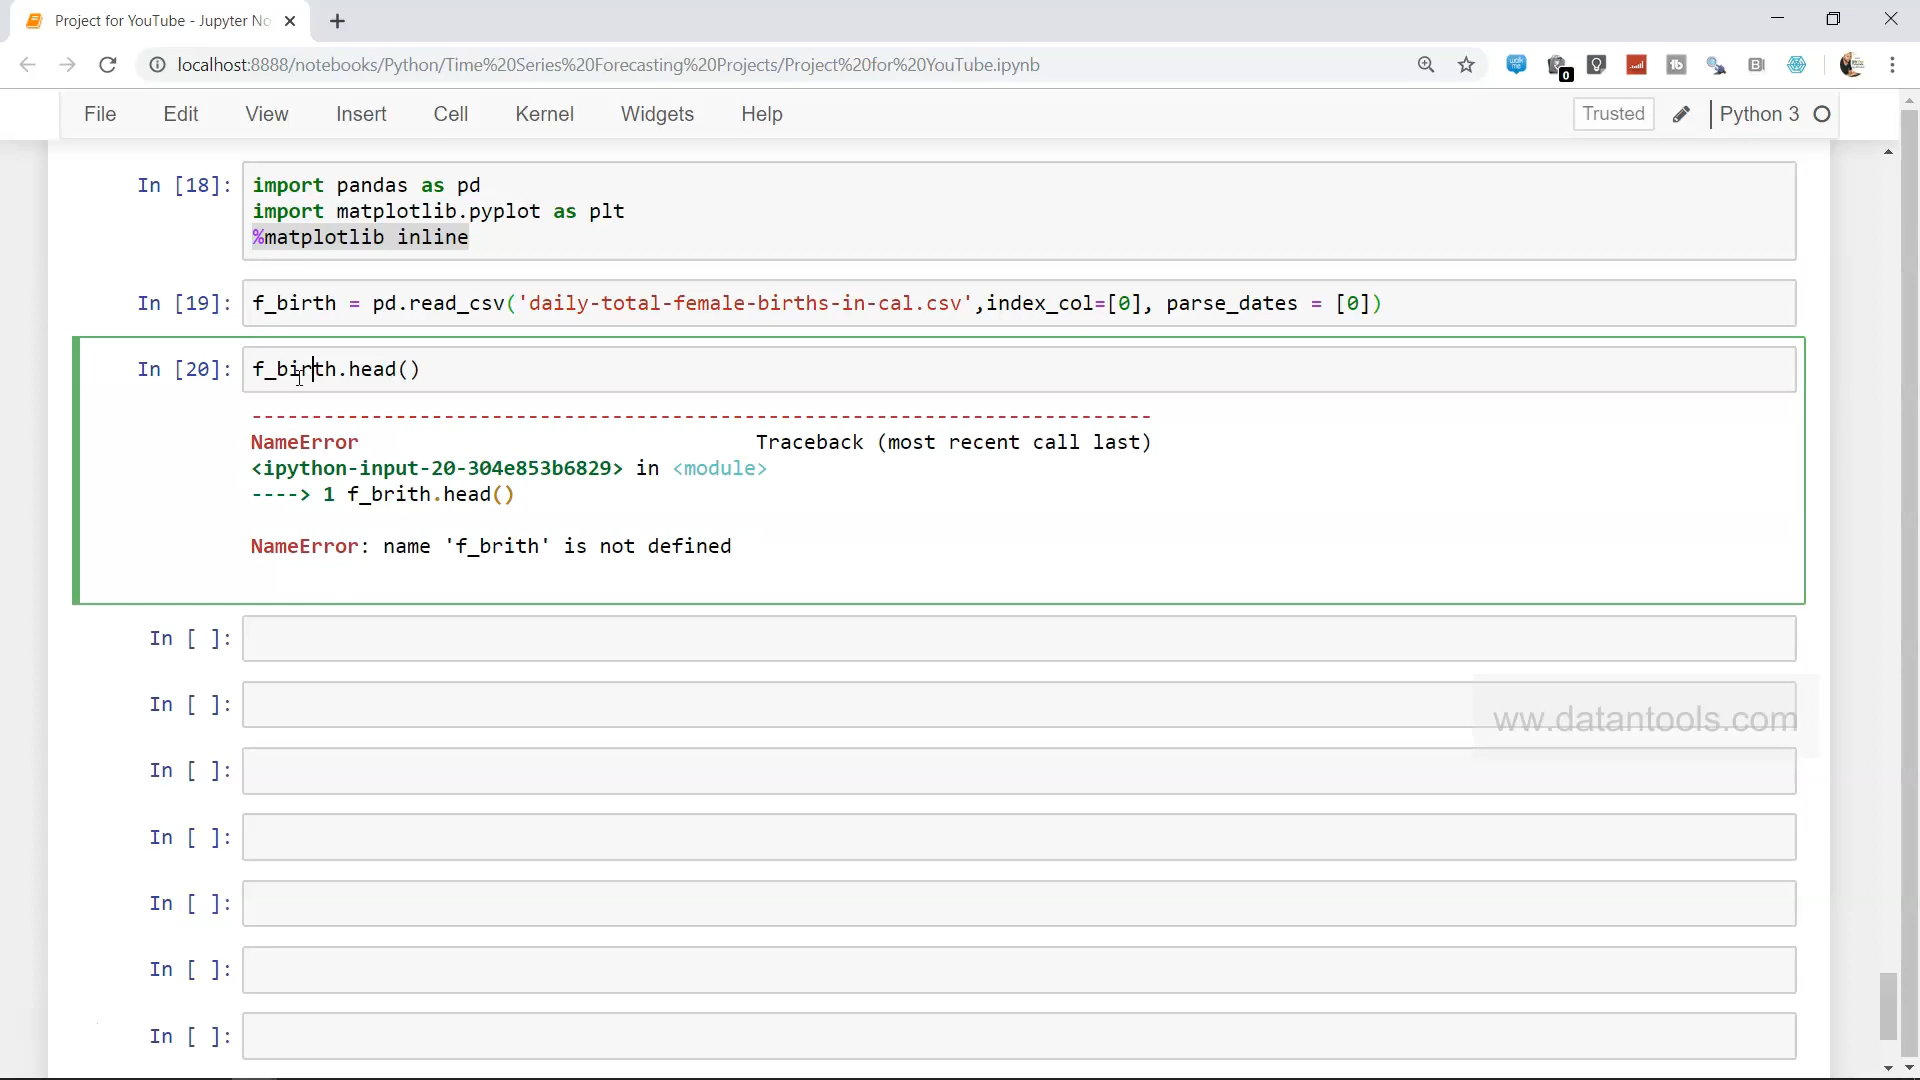 Project for YouTube - Jupyter No
localhost:8888/notebooks/Python/Time%20Series%20Forecasting%20Projects/Project%20for%20YouTube.ipynb
0
File Edit View Insert Cell Kernel Widgets Help Trusted Python 3
In [18]: import pandas as pd
import matplotlib.pyplot as plt
%matplotlib inline
In [19]: f_birth = pd.read_csv('daily-total-female-births-in-cal.csv',index_col=[0], parse_dates = [0])
In [20]: f_birth.head()
---------------------------------------------------------------------------
NameError Traceback (most recent call last)
<ipython-input-20-304e853b6829> in <module>
----> 1 f_brith.head()
NameError: name 'f_brith' is not defined
In [ ]:
In [ ]:
ww.datantools.com
In [ ]:
In [ ]:
In [ ]:
In [ ]:
In [ ]: